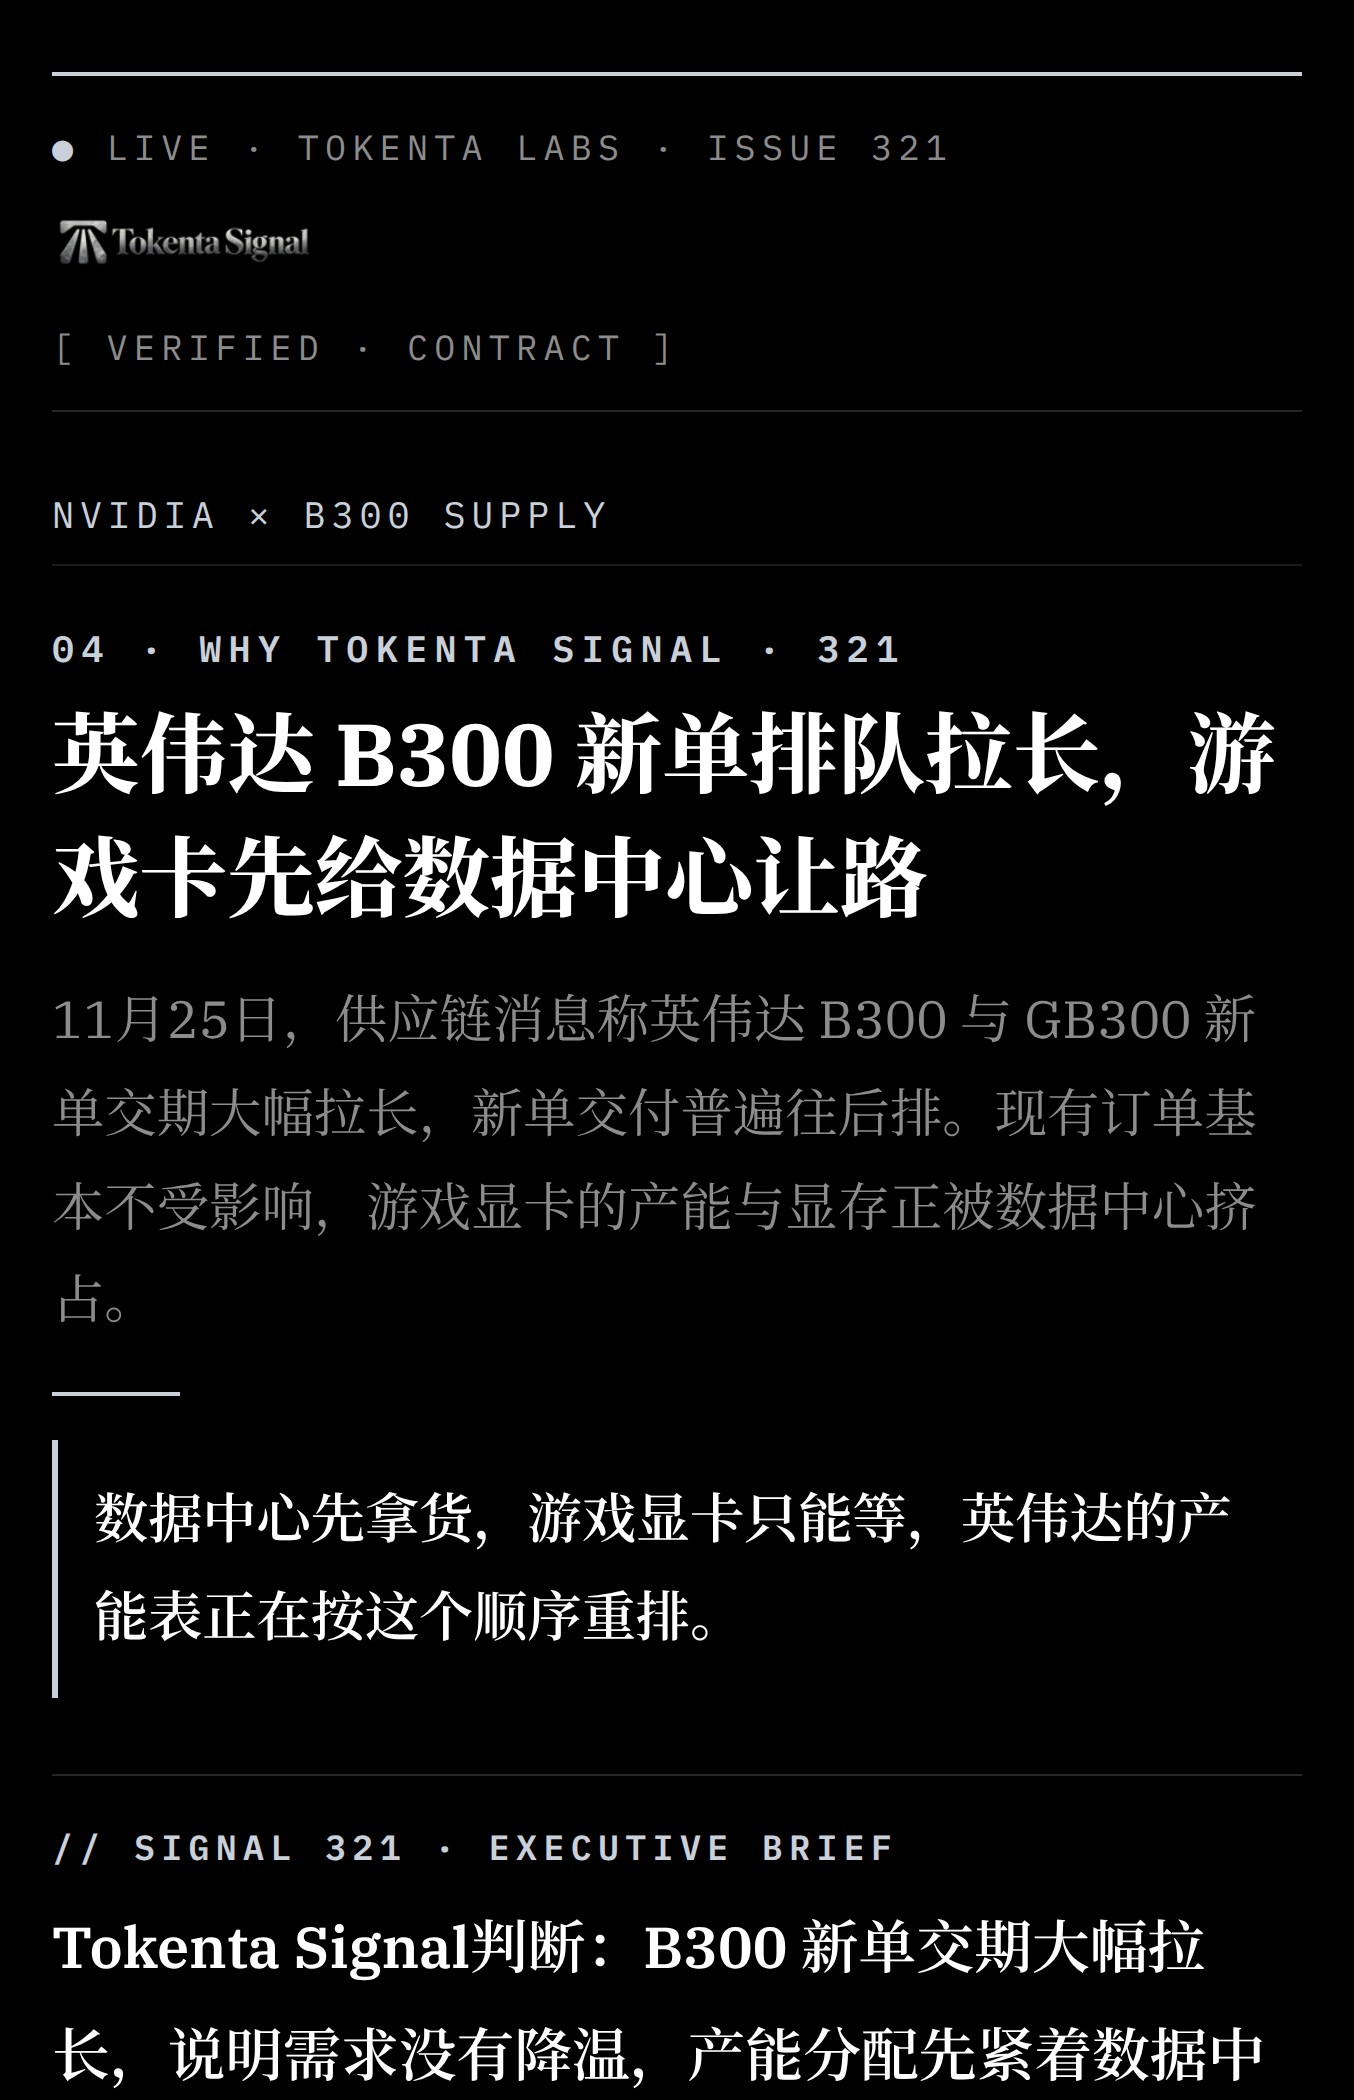 ● LIVE · TOKENTA LABS · ISSUE 321
Tokenta Signal
[ VERIFIED · CONTRACT ]
NVIDIA × B300 SUPPLY
04 · WHY TOKENTA SIGNAL · 321
英伟达 B300 新单排队拉长，游
戏卡先给数据中心让路
11月25日，供应链消息称英伟达 B300 与 GB300 新
单交期大幅拉长，新单交付普遍往后排。现有订单基
本不受影响，游戏显卡的产能与显存正被数据中心挤
占。
数据中心先拿货，游戏显卡只能等，英伟达的产
能表正在按这个顺序重排。
// SIGNAL 321 · EXECUTIVE BRIEF
Tokenta Signal判断：B300 新单交期大幅拉
长，说明需求没有降温，产能分配先紧着数据中